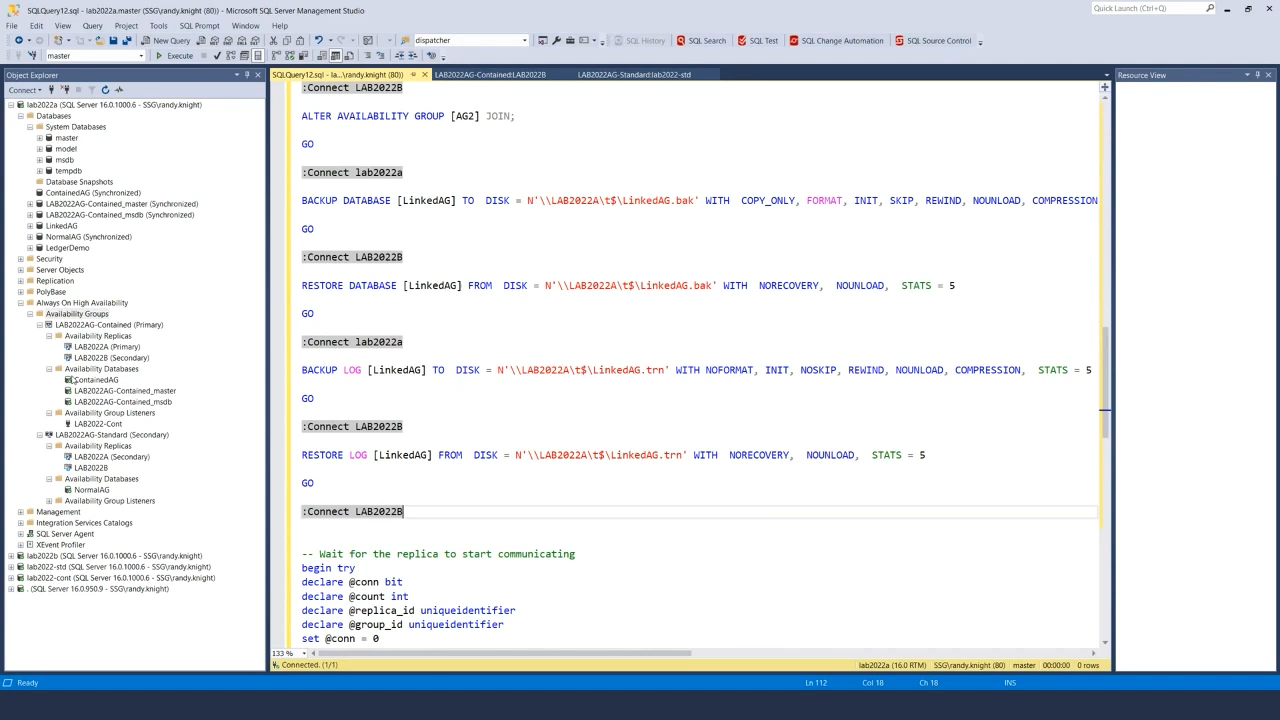 SQLQuery12.sql - lab2022a.master (SSG\randy.knight (80)) - Microsoft SQL Server Management Studio
Quick Launch (Ctrl+Q)
File Edit View Query Project Tools SQL Prompt Window Help
New Query
dispatcher
SQL History
SQL Search
SQL Test
SQL Change Automation
SQL Source Control
master
Execute
Object Explorer
Connect
lab2022a (SQL Server 16.0.1000.6 - SSG\randy.knight (80))
Databases
System Databases
master
model
msdb
tempdb
Database Snapshots
ContainedAG (Synchronized)
LAB2022AG-Contained_master (Synchronized)
LAB2022AG-Contained_msdb (Synchronized)
LinkedAG
NormalAG (Synchronized)
LedgerDemo
Security
Server Objects
Replication
PolyBase
Always On High Availability
Availability Groups
LAB2022AG-Contained (Primary)
Availability Replicas
LAB2022A (Primary)
LAB2022B (Secondary)
Availability Databases
ContainedAG
LAB2022AG-Contained_master
LAB2022AG-Contained_msdb
Availability Group Listeners
LAB2022-Cont
LAB2022AG-Standard (Secondary)
Availability Replicas
LAB2022A (Secondary)
LAB2022B
Availability Databases
NormalAG
Availability Group Listeners
Management
Integration Services Catalogs
SQL Server Agent
XEvent Profiler
lab2022b (SQL Server 16.0.1000.6 - SSG\randy.knight)
lab2022-std (SQL Server 16.0.1000.6 - SSG\randy.knight)
lab2022-cont (SQL Server 16.0.1000.6 - SSG\randy.knight)
. (SQL Server 16.0.950.9 - SSG\randy.knight)
SQLQuery12.sql - la...\randy.knight (80))
LAB2022AG-Contained:LAB2022B
LAB2022AG-Standard:lab2022-std
:Connect LAB2022B
ALTER AVAILABILITY GROUP [AG2] JOIN;
GO
:Connect lab2022a
BACKUP DATABASE [LinkedAG] TO  DISK = N'\\LAB2022A\t$\LinkedAG.bak' WITH  COPY_ONLY, FORMAT, INIT, SKIP, REWIND, NOUNLOAD, COMPRESSION
GO
:Connect LAB2022B
RESTORE DATABASE [LinkedAG] FROM  DISK = N'\\LAB2022A\t$\LinkedAG.bak' WITH  NORECOVERY,  NOUNLOAD,  STATS = 5
GO
:Connect lab2022a
BACKUP LOG [LinkedAG] TO  DISK = N'\\LAB2022A\t$\LinkedAG.trn' WITH NOFORMAT, INIT, NOSKIP, REWIND, NOUNLOAD, COMPRESSION,  STATS = 5
GO
:Connect LAB2022B
RESTORE LOG [LinkedAG] FROM  DISK = N'\\LAB2022A\t$\LinkedAG.trn' WITH  NORECOVERY,  NOUNLOAD,  STATS = 5
GO
:Connect LAB2022B
-- Wait for the replica to start communicating
begin try
declare @conn bit
declare @count int
declare @replica_id uniqueidentifier
declare @group_id uniqueidentifier
set @conn = 0
133 %
Connected. (1/1)
lab2022a (16.0 RTM)
SSG\randy.knight (80)
master
00:00:00
0 rows
Resource View
Ready
Ln 112
Col 18
Ch 18
INS